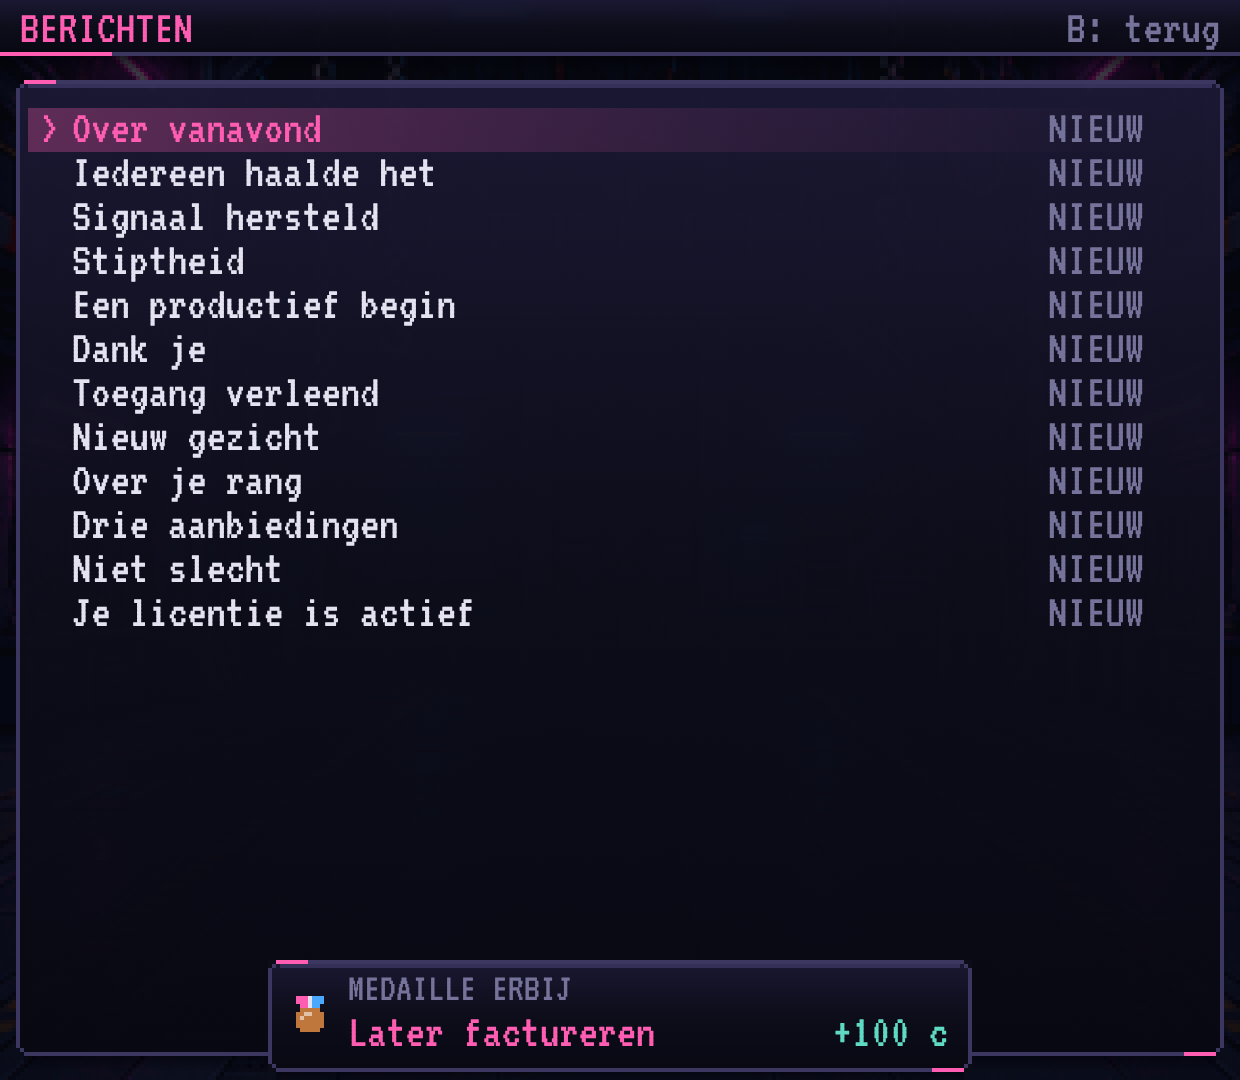 BERICHTEN B: terug
> Over vanavond NIEUW
Iedereen haalde het NIEUW
Signaal hersteld NIEUW
Stiptheid NIEUW
Een productief begin NIEUW
Dank je NIEUW
Toegang verleend NIEUW
Nieuw gezicht NIEUW
Over je rang NIEUW
Drie aanbiedingen NIEUW
Niet slecht NIEUW
Je licentie is actief NIEUW
MEDAILLE ERBIJ
Later factureren +100 c